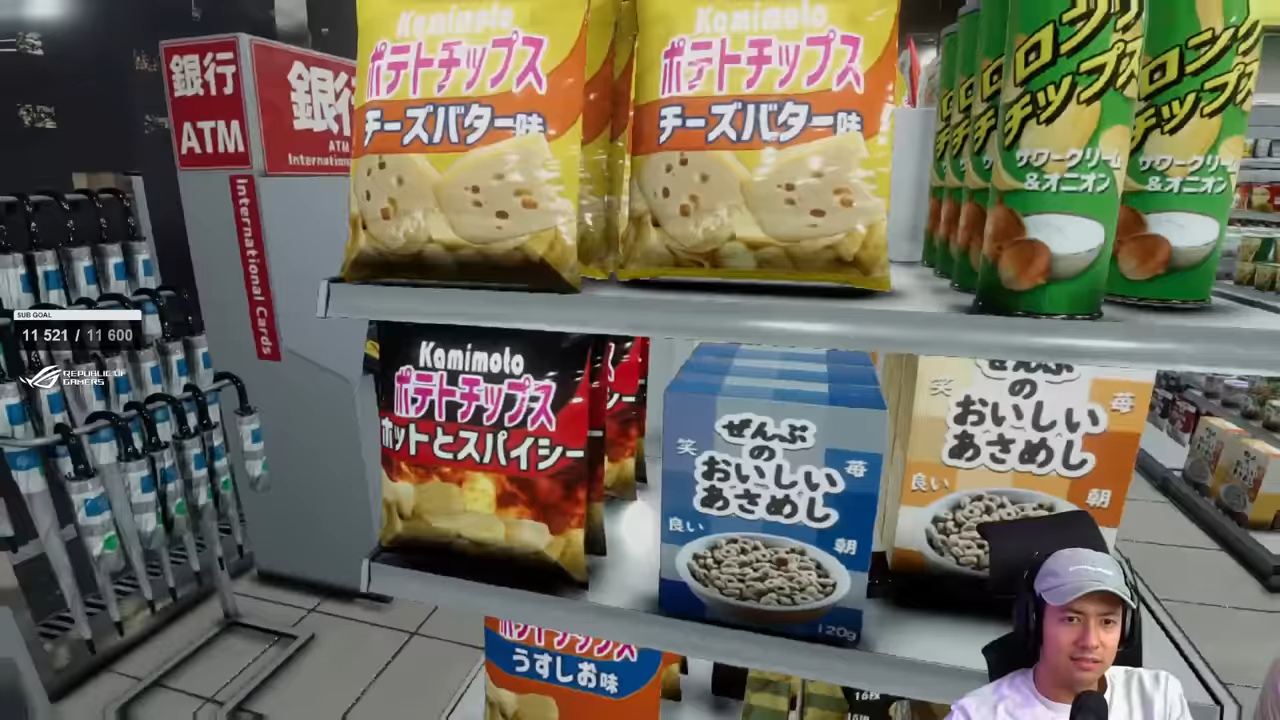 銀行
ATM
銀行
ATM
International
International Cards
Kamimoto
ポテトチップス
チーズバター味
Kamimoto
ポテトチップス
チーズバター味
ロング
チップス
サワークリーム
&オニオン
ロング
チップス
サワークリーム
&オニオン
SUB GOAL
11 521 / 11 600
REPUBLIC OF
GAMERS
Kamimoto
ポテトチップス
ホットとスパイシー
ぜんぶ
の
おいしい
あさめし
笑
苺
良い
朝
120g
ぜんぶ
の
おいしい
あさめし
笑
苺
良い
朝
ポテトチップス
うすしお味